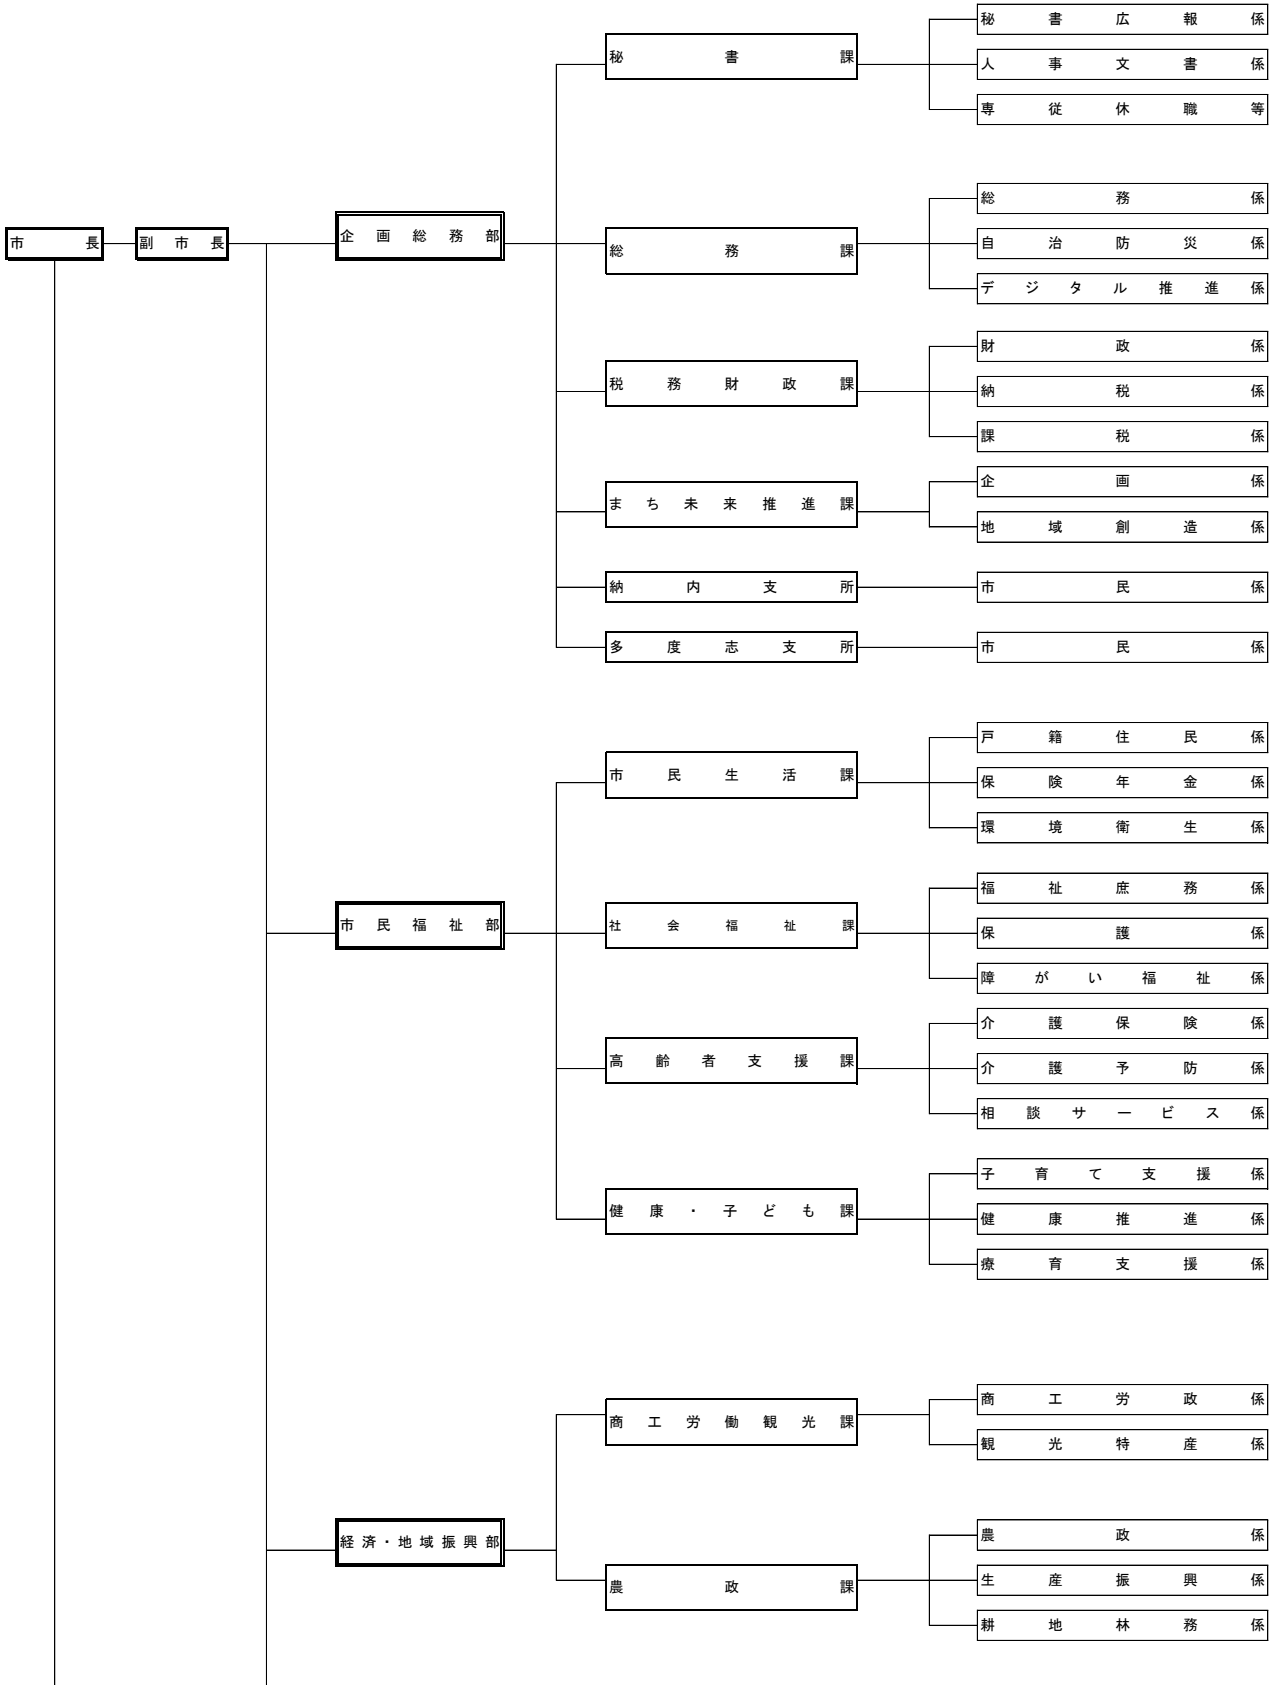 市長
副市長
企画総務部
秘書課
秘書広報係
人事文書係
専従休職等
総務課
総務係
自治防災係
デジタル推進係
税務財政課
財政係
納税係
課税係
まち未来推進課
企画係
地域創造係
納内支所
市民係
多度志支所
市民係
市民福祉部
市民生活課
戸籍住民係
保険年金係
環境衛生係
社会福祉課
福祉庶務係
保護係
障がい福祉係
高齢者支援課
介護保険係
介護予防係
相談サービス係
健康・子ども課
子育て支援係
健康推進係
療育支援係
経済・地域振興部
商工労働観光課
商工労政係
観光特産係
農政課
農政係
生産振興係
耕地林務係